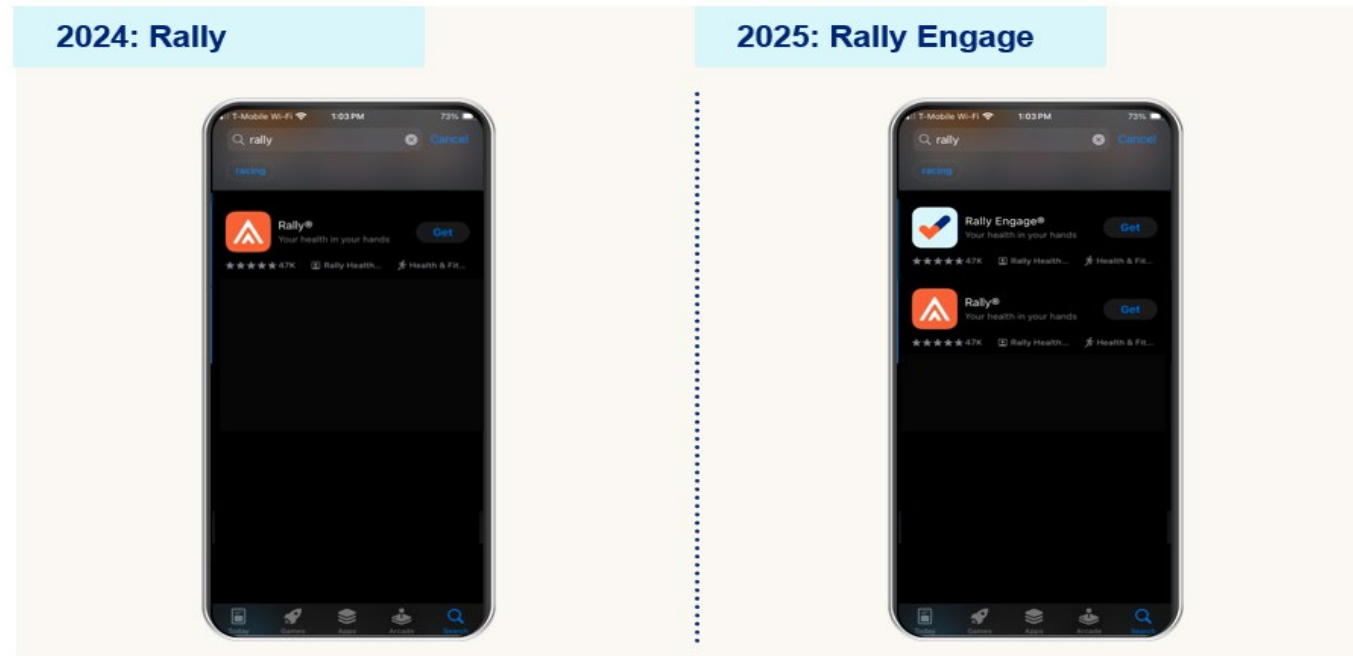 2024: Rally
T-Mobile Wi-Fi 1:03 PM 73%
rally Cancel
racing
Rally®
Your health in your hands
Get
47K Rally Health... Health & Fit...
Today Games Apps Arcade Search
2025: Rally Engage
T-Mobile Wi-Fi 1:03 PM 73%
rally Cancel
racing
Rally Engage®
Your health in your hands
Get
47K Rally Health... Health & Fit...
Rally®
Your health in your hands
Get
47K Rally Health... Health & Fit...
Today Games Apps Arcade Search